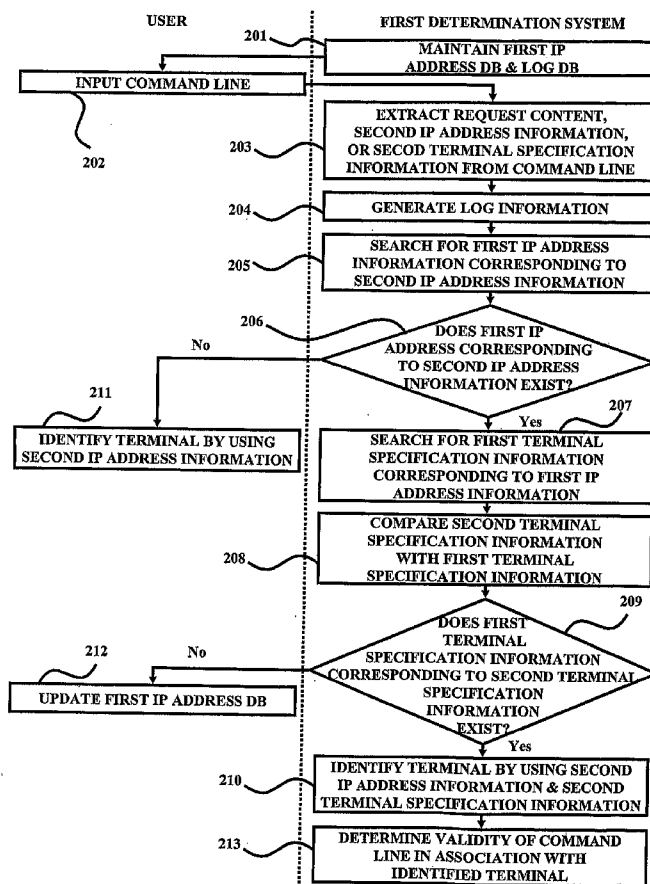 USER
FIRST DETERMINATION SYSTEM
201
MAINTAIN FIRST IP
ADDRESS DB & LOG DB
INPUT COMMAND LINE
202
EXTRACT REQUEST CONTENT,
SECOND IP ADDRESS INFORMATION,
OR SECOD TERMINAL SPECIFICATION
INFORMATION FROM COMMAND LINE
203
204
GENERATE LOG INFORMATION
SEARCH FOR FIRST IP ADDRESS
INFORMATION CORRESPONDING TO
SECOND IP ADDRESS INFORMATION
205
206
DOES FIRST IP
ADDRESS CORRESPONDING
TO SECOND IP ADDRESS
INFORMATION EXIST?
No
211
IDENTIFY TERMINAL BY USING
SECOND IP ADDRESS INFORMATION
Yes
207
SEARCH FOR FIRST TERMINAL
SPECIFICATION INFORMATION
CORRESPONDING TO FIRST IP
ADDRESS INFORMATION
COMPARE SECOND TERMINAL
SPECIFICATION INFORMATION
WITH FIRST TERMINAL
SPECIFICATION INFORMATION
208
209
DOES FIRST
TERMINAL
SPECIFICATION INFORMATION
CORRESPONDING TO SECOND TERMINAL
SPECIFICATION
INFORMATION
EXIST?
No
212
UPDATE FIRST IP ADDRESS DB
Yes
210
IDENTIFY TERMINAL BY USING SECOND
IP ADDRESS INFORMATION & SECOND
TERMINAL SPECIFICATION INFORMATION
213
DETERMINE VALIDITY OF COMMAND
LINE IN ASSOCIATION WITH
IDENTIFIED TERMINAL